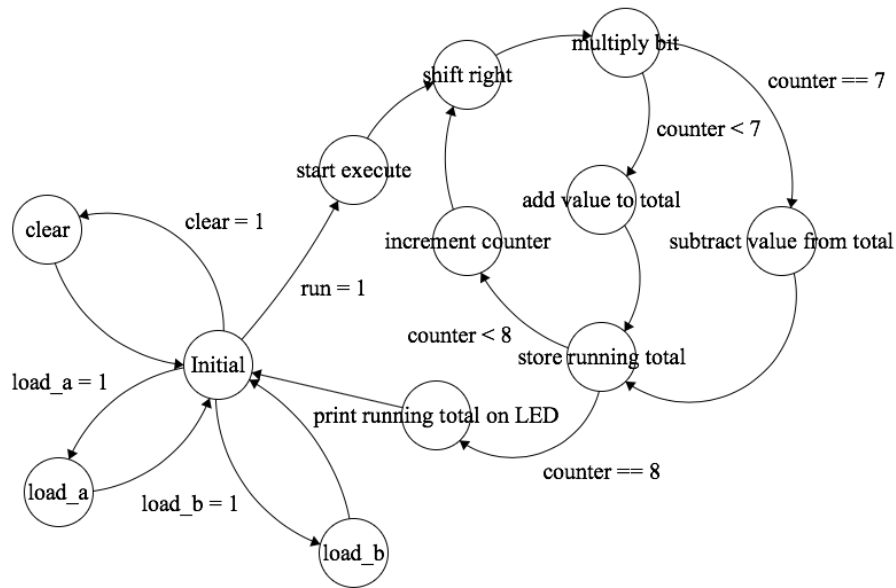 multiply bit
shift right
counter == 7
counter < 7
start execute
add value to total
clear
clear = 1
increment counter
subtract value from total
run = 1
counter < 8
store running total
Initial
load_a = 1
print running total on LED
counter == 8
load_a
load_b = 1
load_b